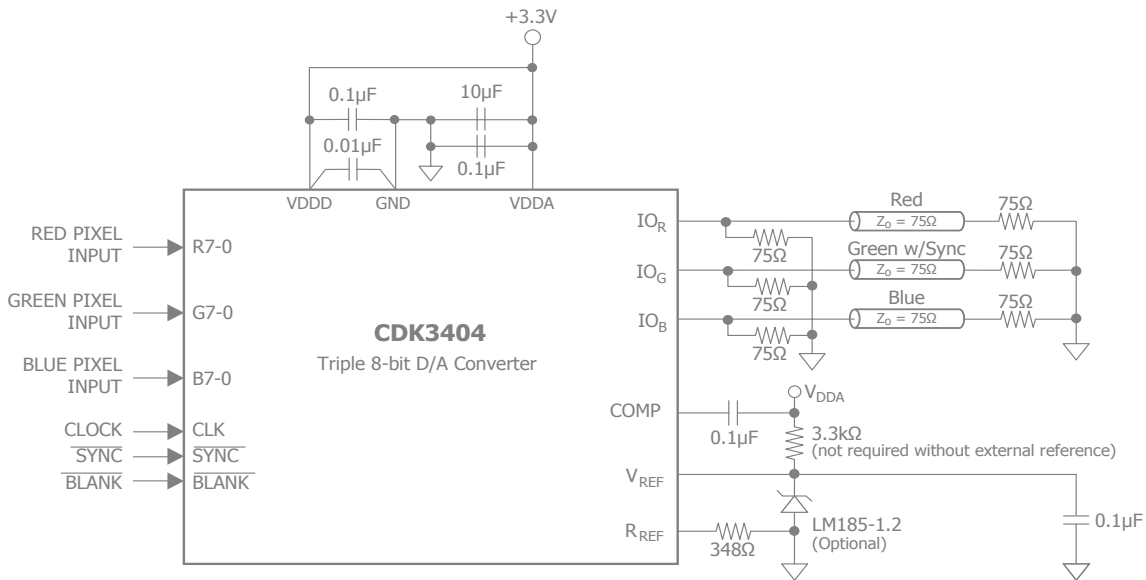 +3.3V
0.1µF
10µF
0.01µF
0.1µF
VDDD
GND
VDDA
RED PIXEL
INPUT
R7-0
GREEN PIXEL
INPUT
G7-0
BLUE PIXEL
INPUT
B7-0
CLOCK
CLK
SYNC
SYNC
BLANK
BLANK
CDK3404
Triple 8-bit D/A Converter
IOR
Red
Zo = 75Ω
75Ω
75Ω
IOG
Green w/Sync
Zo = 75Ω
75Ω
75Ω
IOB
Blue
Zo = 75Ω
75Ω
75Ω
COMP
0.1µF
VDDA
3.3kΩ
(not required without external reference)
VREF
LM185-1.2
(Optional)
0.1µF
RREF
348Ω